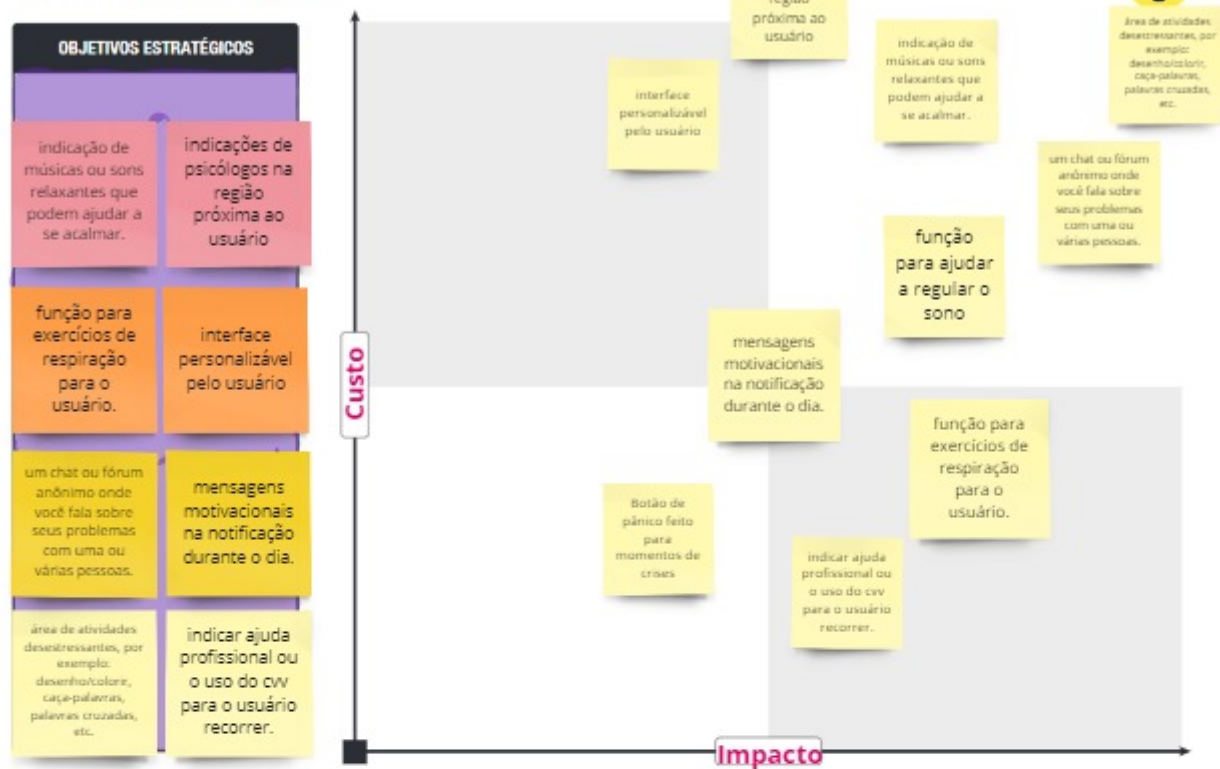 OBJETIVOS ESTRATÉGICOS
indicação de
músicas ou sons
relaxantes que
podem ajudar a
se acalmar.
indicações de
psicólogos na
região
próxima ao
usuário
função para
exercícios de
respiração
para o
usuário.
interface
personalizável
pelo usuário
um chat ou fórum
anônimo onde
você fala sobre
seus problemas
com uma ou
várias pessoas.
mensagens
motivacionais
na notificação
durante o dia.
área de atividades
desestressantes, por
exemplo:
desenho/colorir,
caça-palavras,
palavras cruzadas,
etc.
indicar ajuda
profissional ou
o uso do cvv
para o usuário
recorrer.
Custo
região
próxima ao
usuário
interface
personalizável
pelo usuário
indicação de
músicas ou sons
relaxantes que
podem ajudar a
se acalmar.
área de atividades
desestressantes, por
exemplo:
desenho/colorir,
caça-palavras,
palavras cruzadas,
etc.
um chat ou fórum
anônimo onde
você fala sobre
seus problemas
com uma ou
várias pessoas.
função
para ajudar
a regular o
sono
mensagens
motivacionais
na notificação
durante o dia.
função para
exercícios de
respiração
para o
usuário.
Botão de
pânico feito
para
momentos de
crises
indicar ajuda
profissional ou
o uso do cvv
para o usuário
recorrer.
Impacto